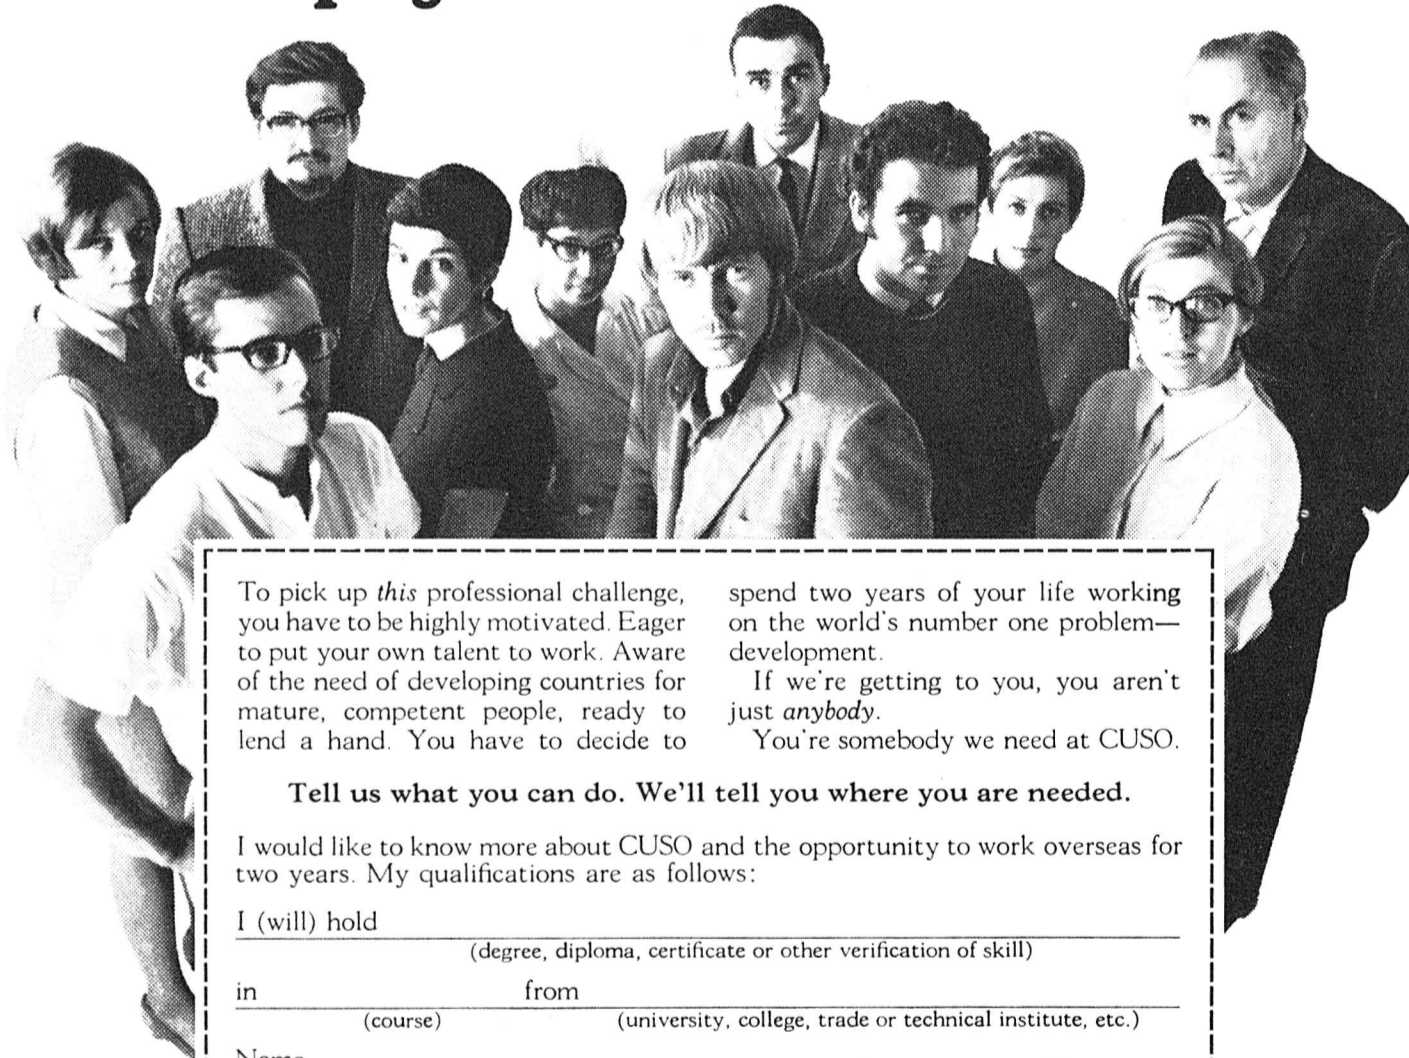 To pick up this professional challenge,
you have to be highly motivated. Eager
to put your own talent to work. Aware
of the need of developing countries for
mature, competent people, ready to
lend a hand. You have to decide to
spend two years of your life working
on the world's number one problem—
development.
If we're getting to you, you aren't
just anybody.
You're somebody we need at CUSO.
Tell us what you can do. We'll tell you where you are needed.
I would like to know more about CUSO and the opportunity to work overseas for
two years. My qualifications are as follows:
I (will) hold
(degree, diploma, certificate or other verification of skill)
in from
(course) (university, college, trade or technical institute, etc.)
Name